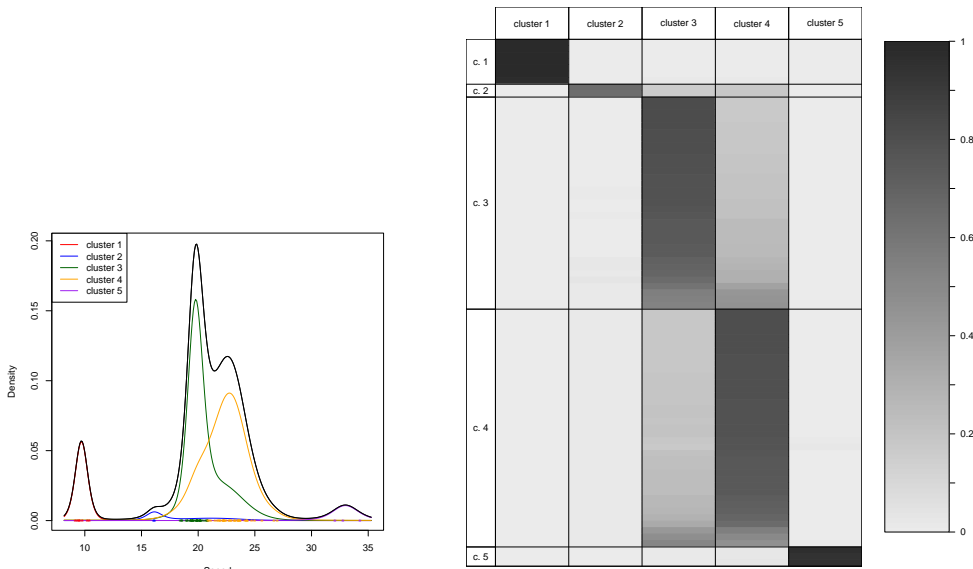 cluster 1 cluster 2 cluster 3 cluster 4 cluster 5
c. 1
c. 2
c. 3
c. 4
c. 5
1
0.8
0.6
0.4
0.2
0
cluster 1
cluster 2
cluster 3
cluster 4
cluster 5
Density
0.20
0.15
0.10
0.05
0.00
10 15 20 25 30 35